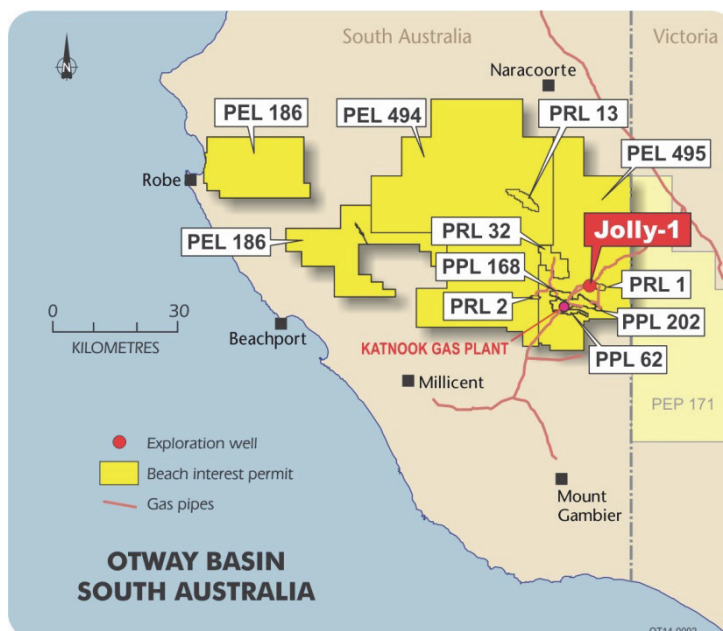 South Australia
Victoria
N
Naracoorte
PEL 186
PEL 494
PRL 13
PEL 495
Robe
PEL 186
PRL 32
Jolly-1
PPL 168
PRL 1
PRL 2
PPL 202
0
30
KILOMETRES
Beachport
KATNOOK GAS PLANT
PPL 62
Millicent
PEP 171
Exploration well
Beach interest permit
Gas pipes
Mount
Gambier
OTWAY BASIN
SOUTH AUSTRALIA